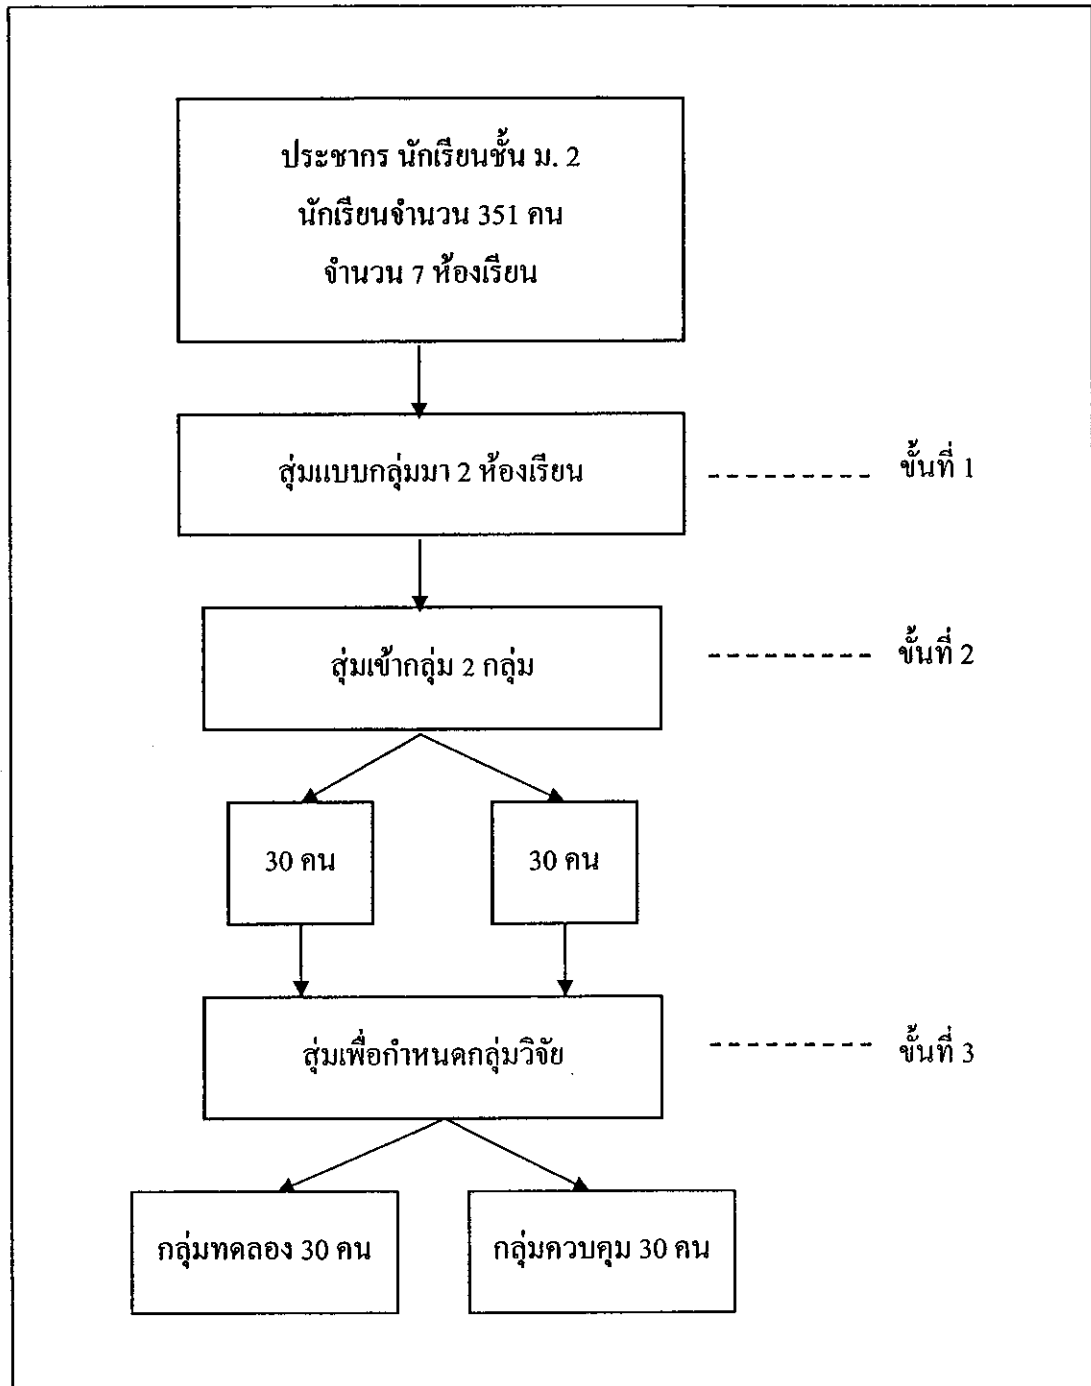 ประชากร นักเรียนชั้น ม. 2
นักเรียนจำนวน 351 คน
จำนวน 7 ห้องเรียน
สุ่มแบบกลุ่มมา 2 ห้องเรียน
ขั้นที่ 1
สุ่มเข้ากลุ่ม 2 กลุ่ม
ขั้นที่ 2
30 คน
30 คน
สุ่มเพื่อกำหนดกลุ่มวิจัย
ขั้นที่ 3
กลุ่มทดลอง 30 คน
กลุ่มควบคุม 30 คน